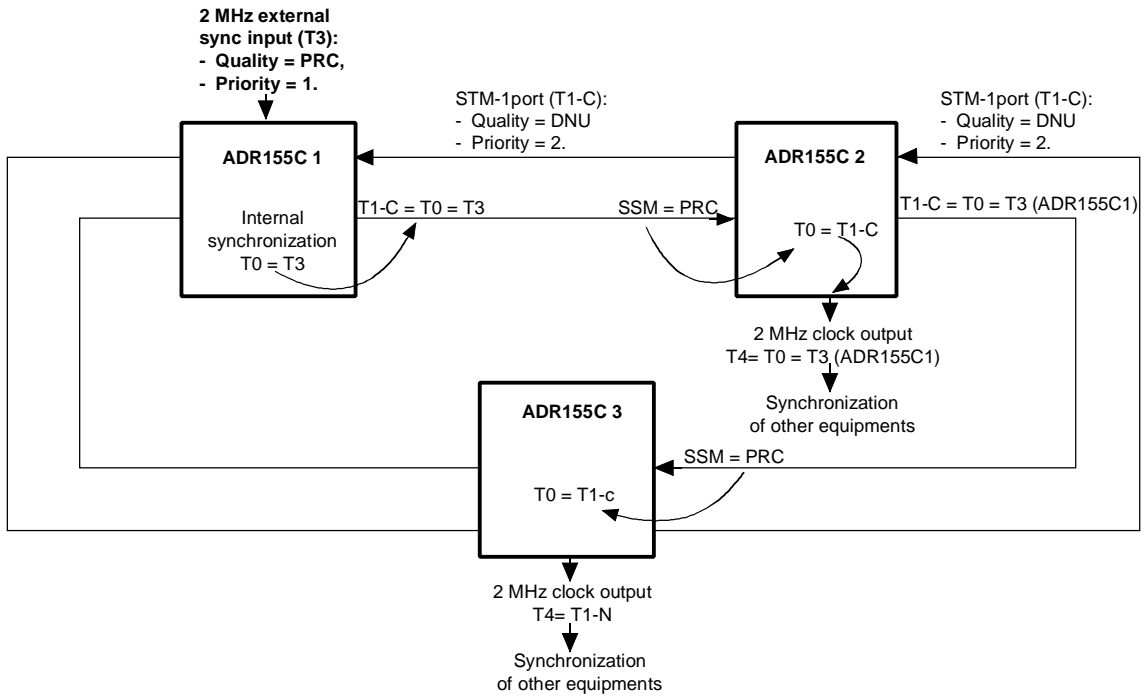 2 MHz external
sync input (T3):
- Quality = PRC,
- Priority = 1.
STM-1port (T1-C):
- Quality = DNU
- Priority = 2.
STM-1port (T1-C):
- Quality = DNU
- Priority = 2.
ADR155C 1
ADR155C 2
T1-C = T0 = T3
SSM = PRC
T1-C = T0 = T3 (ADR155C1)
Internal
synchronization
T0 = T3
T0 = T1-C
2 MHz clock output
T4= T0 = T3 (ADR155C1)
Synchronization
of other equipments
ADR155C 3
SSM = PRC
T0 = T1-c
2 MHz clock output
T4= T1-N
Synchronization
of other equipments